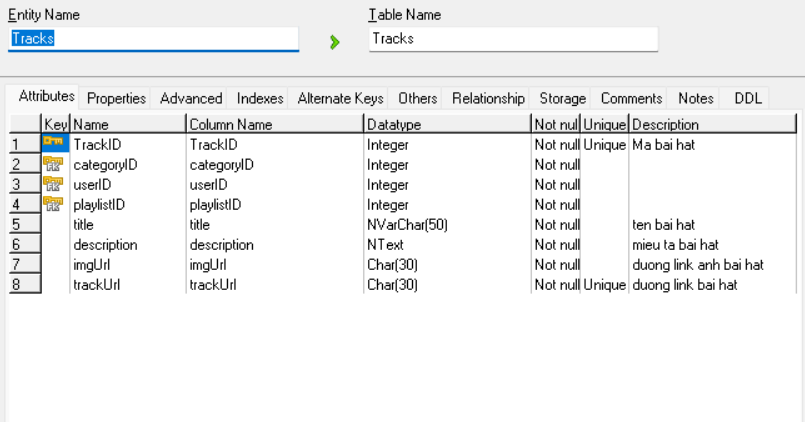 Entity Name Table Name
Tracks Tracks
Attributes Properties Advanced Indexes Alternate Keys Others Relationship Storage Comments Notes DDL
Key Name Column Name Datatype Not nul Unique Description
1 TrackID TrackID Integer Not null Unique Ma bai hat
2 FK categoryID categoryID Integer Not null
3 FK userID userID Integer Not null
4 FK playlistID playlistID Integer Not null
5 title title NVarChar(50) Not null ten bai hat
6 description description NText Not null mieu ta bai hat
7 imgUrl imgUrl Char(30) Not null duong link anh bai hat
8 trackUrl trackUrl Char(30) Not null Unique duong link bai hat